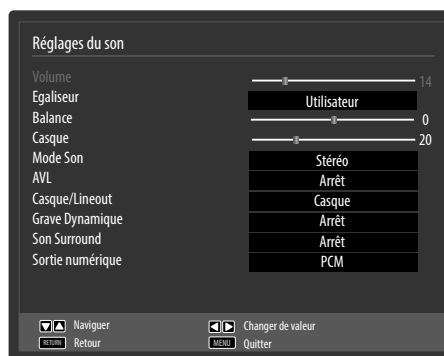 Réglages du son
Volume 14
Egaliseur Utilisateur
Balance 0
Casque 20
Mode Son Stéréo
AVL Arrêt
Casque/Lineout Casque
Grave Dynamique Arrêt
Son Surround Arrêt
Sortie numérique PCM
Naviguer Changer de valeur
RETURN Retour MENU Quitter